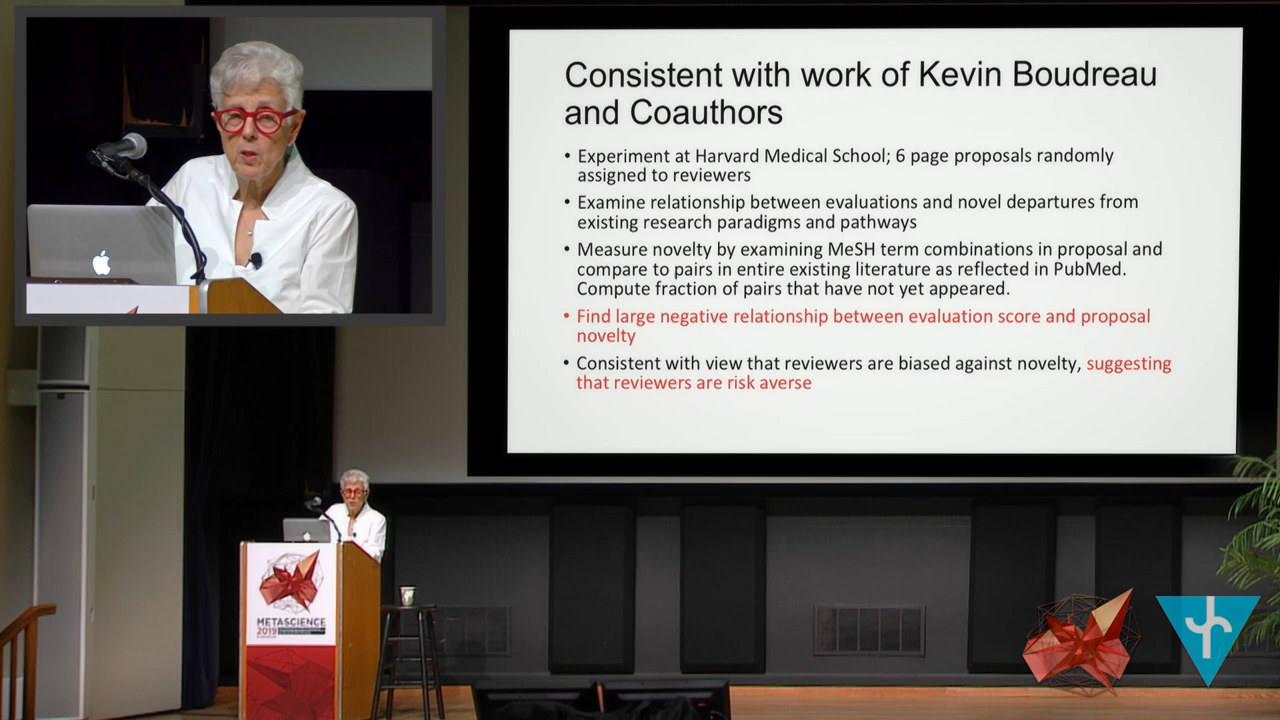 Consistent with work of Kevin Boudreau
and Coauthors
• Experiment at Harvard Medical School; 6 page proposals randomly
assigned to reviewers
• Examine relationship between evaluations and novel departures from
existing research paradigms and pathways
• Measure novelty by examining MeSH term combinations in proposal and
compare to pairs in entire existing literature as reflected in PubMed.
Compute fraction of pairs that have not yet appeared.
• Find large negative relationship between evaluation score and proposal
novelty
• Consistent with view that reviewers are biased against novelty, suggesting
that reviewers are risk averse
METASCIENCE
2019